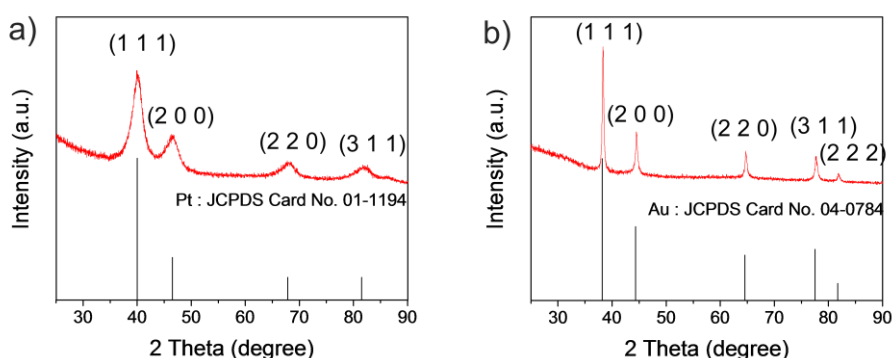 a)
(1 1 1)
(2 0 0)
(2 2 0)
(3 1 1)
Intensity (a.u.)
Pt : JCPDS Card No. 01-1194
30 40 50 60 70 80 90
2 Theta (degree)
b)
(1 1 1)
(2 0 0)
(2 2 0)
(3 1 1)
(2 2 2)
Intensity (a.u.)
Au : JCPDS Card No. 04-0784
30 40 50 60 70 80 90
2 Theta (degree)